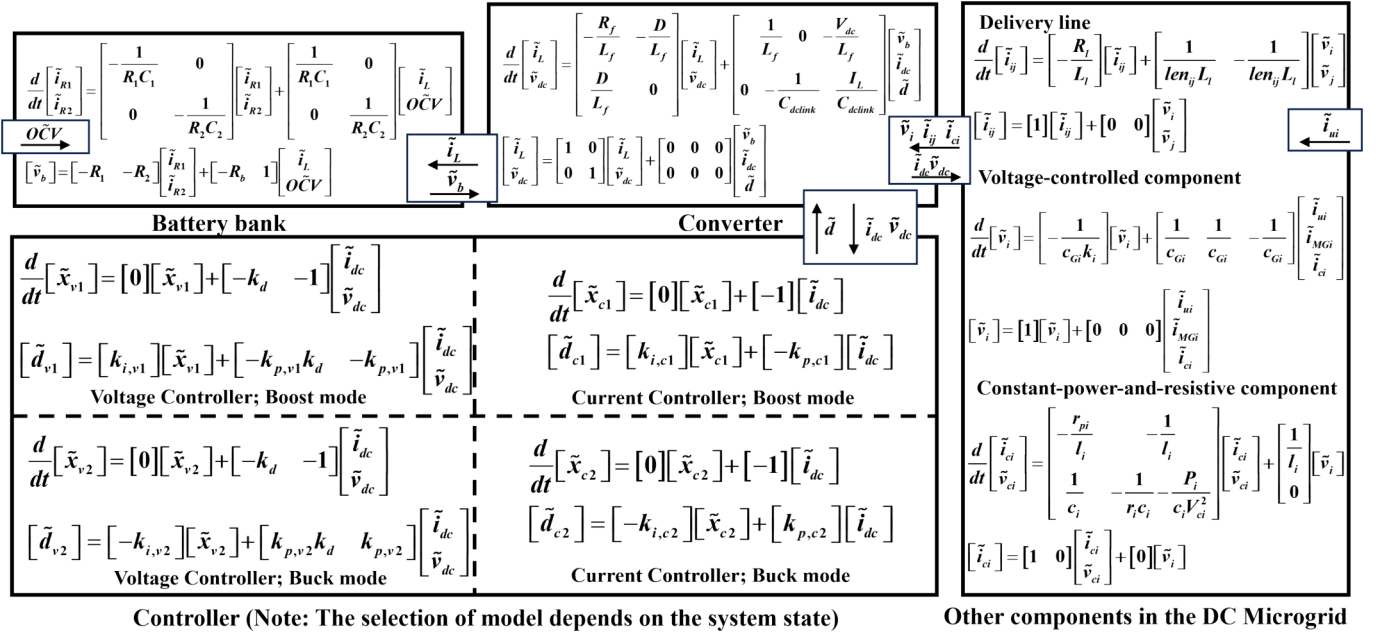 d/dt [ĩ_R1; ĩ_R2] = [-1/(R_1C_1) 0; 0 -1/(R_2C_2)] [ĩ_R1; ĩ_R2] + [1/(R_1C_1) 0; 0 1/(R_2C_2)] [ĩ_L; OC̃V]
OC̃V
[ṽ_b] = [-R_1 -R_2] [ĩ_R1; ĩ_R2] + [-R_b 1] [ĩ_L; OC̃V]
Battery bank
ĩ_L
ṽ_b
d/dt [ĩ_L; ṽ_dc] = [-R_f/L_f -D/L_f; D/L_f 0] [ĩ_L; ṽ_dc] + [1/L_f 0 -V_dc/L_f; 0 -1/C_dclink I_L/C_dclink] [ṽ_b; ĩ_dc; d̃]
[ĩ_L; ṽ_dc] = [1 0; 0 1] [ĩ_L; ṽ_dc] + [0 0 0; 0 0 0] [ṽ_b; ĩ_dc; d̃]
Converter
d̃ ĩ_dc ṽ_dc
ṽ_i ĩ_ij ĩ_ci
ĩ_dc ṽ_dc
Delivery line
d/dt [ĩ_ij] = [-R_l/L_l] [ĩ_ij] + [1/(len_ij L_l) -1/(len_ij L_l)] [ṽ_i; ṽ_j]
[ĩ_ij] = [1] [ĩ_ij] + [0 0] [ṽ_i; ṽ_j]
ĩ_ui
Voltage-controlled component
d/dt [ṽ_i] = [-1/(c_Gi k_i)] [ṽ_i] + [1/c_Gi 1/c_Gi -1/c_Gi] [ĩ_ui; ĩ_MGi; ĩ_ci]
[ṽ_i] = [1] [ṽ_i] + [0 0 0] [ĩ_ui; ĩ_MGi; ĩ_ci]
Constant-power-and-resistive component
d/dt [ĩ_ci; ṽ_ci] = [-r_pi/l_i -1/l_i; 1/c_i -1/(r_i c_i) - P_i/(c_i V_ci^2)] [ĩ_ci; ṽ_ci] + [1/l_i; 0] [ṽ_i]
[ĩ_ci] = [1 0] [ĩ_ci; ṽ_ci] + [0] [ṽ_i]
Other components in the DC Microgrid
d/dt [x̃_v1] = [0] [x̃_v1] + [-k_d -1] [ĩ_dc; ṽ_dc]
[d̃_v1] = [k_i,v1] [x̃_v1] + [-k_p,v1 k_d -k_p,v1] [ĩ_dc; ṽ_dc]
Voltage Controller; Boost mode
d/dt [x̃_c1] = [0] [x̃_c1] + [-1] [ĩ_dc]
[d̃_c1] = [k_i,c1] [x̃_c1] + [-k_p,c1] [ĩ_dc]
Current Controller; Boost mode
d/dt [x̃_v2] = [0] [x̃_v2] + [-k_d -1] [ĩ_dc; ṽ_dc]
[d̃_v2] = [-k_i,v2] [x̃_v2] + [k_p,v2 k_d k_p,v2] [ĩ_dc; ṽ_dc]
Voltage Controller; Buck mode
d/dt [x̃_c2] = [0] [x̃_c2] + [-1] [ĩ_dc]
[d̃_c2] = [-k_i,c2] [x̃_c2] + [k_p,c2] [ĩ_dc]
Current Controller; Buck mode
Controller (Note: The selection of model depends on the system state)